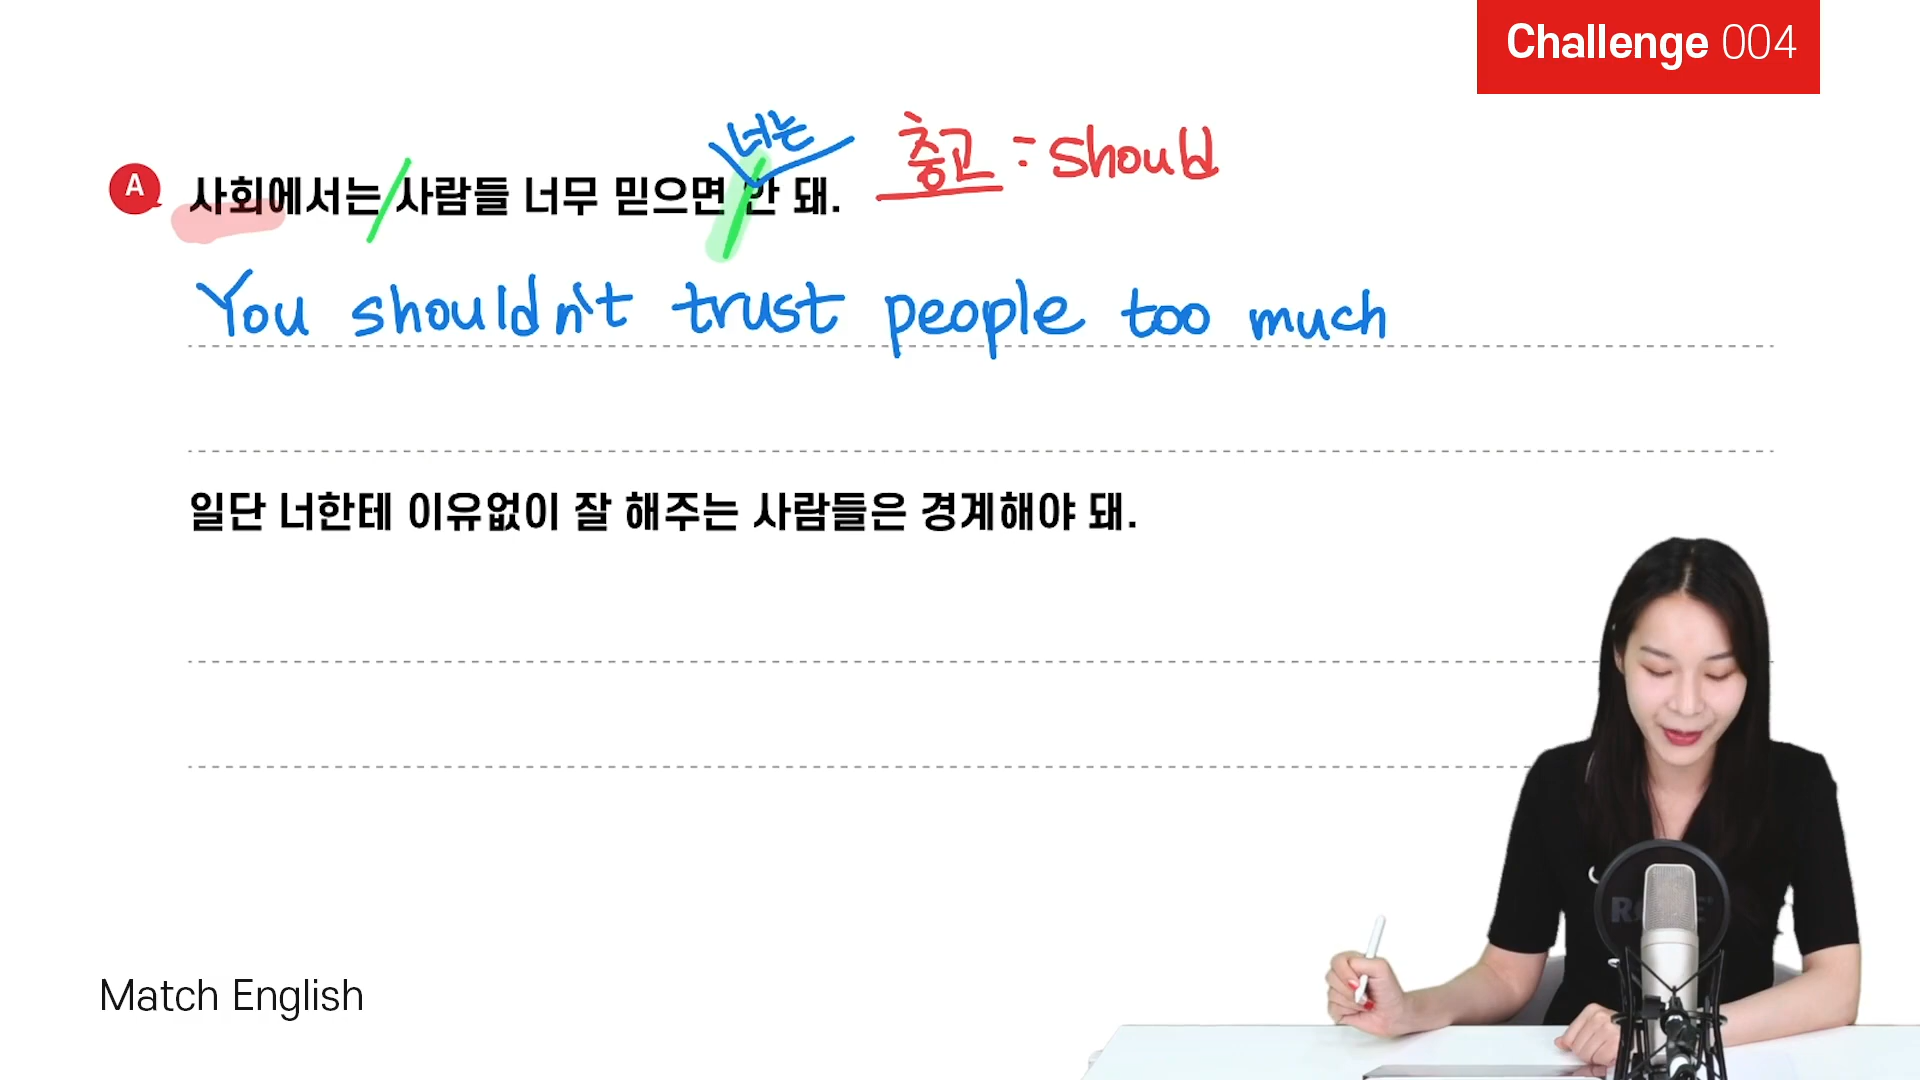 Challenge 004
너는
충고 = should
A 사회에서는 사람들 너무 믿으면 안 돼.
You shouldn't trust people too much
일단 너한테 이유없이 잘 해주는 사람들은 경계해야 돼.
Match English